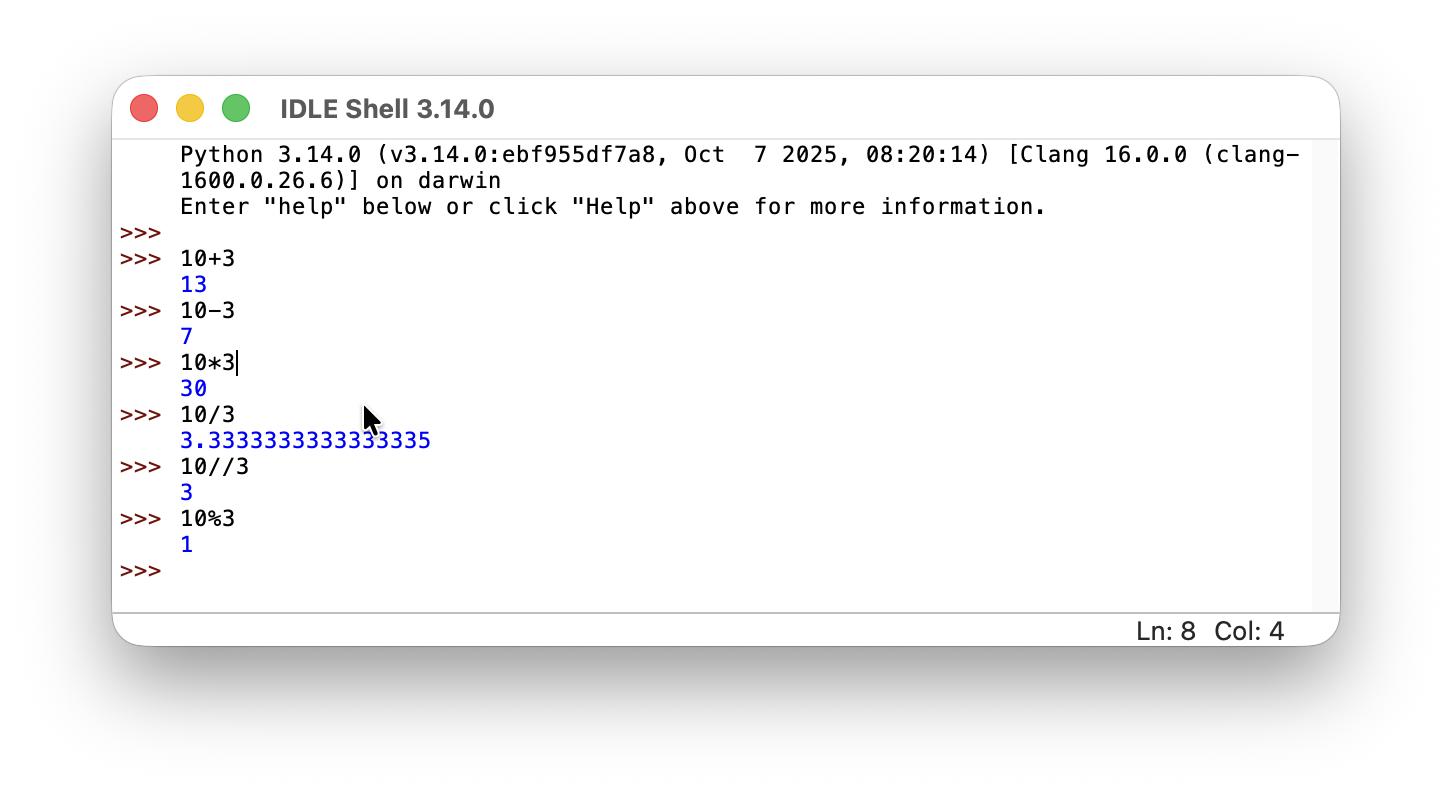 IDLE Shell 3.14.0
Python 3.14.0 (v3.14.0:ebf955df7a8, Oct  7 2025, 08:20:14) [Clang 16.0.0 (clang-
1600.0.26.6)] on darwin
Enter "help" below or click "Help" above for more information.
>>>
>>> 10+3
13
>>> 10-3
7
>>> 10*3
30
>>> 10/3
3.3333333333333335
>>> 10//3
3
>>> 10%3
1
>>>
Ln: 8 Col: 4